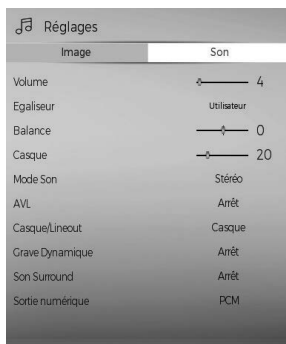 Réglages
Image Son
Volume 4
Egaliseur Utilisateur
Balance 0
Casque 20
Mode Son Stéréo
AVL Arrêt
Casque/Lineout Casque
Grave Dynamique Arrêt
Son Surround Arrêt
Sortie numérique PCM